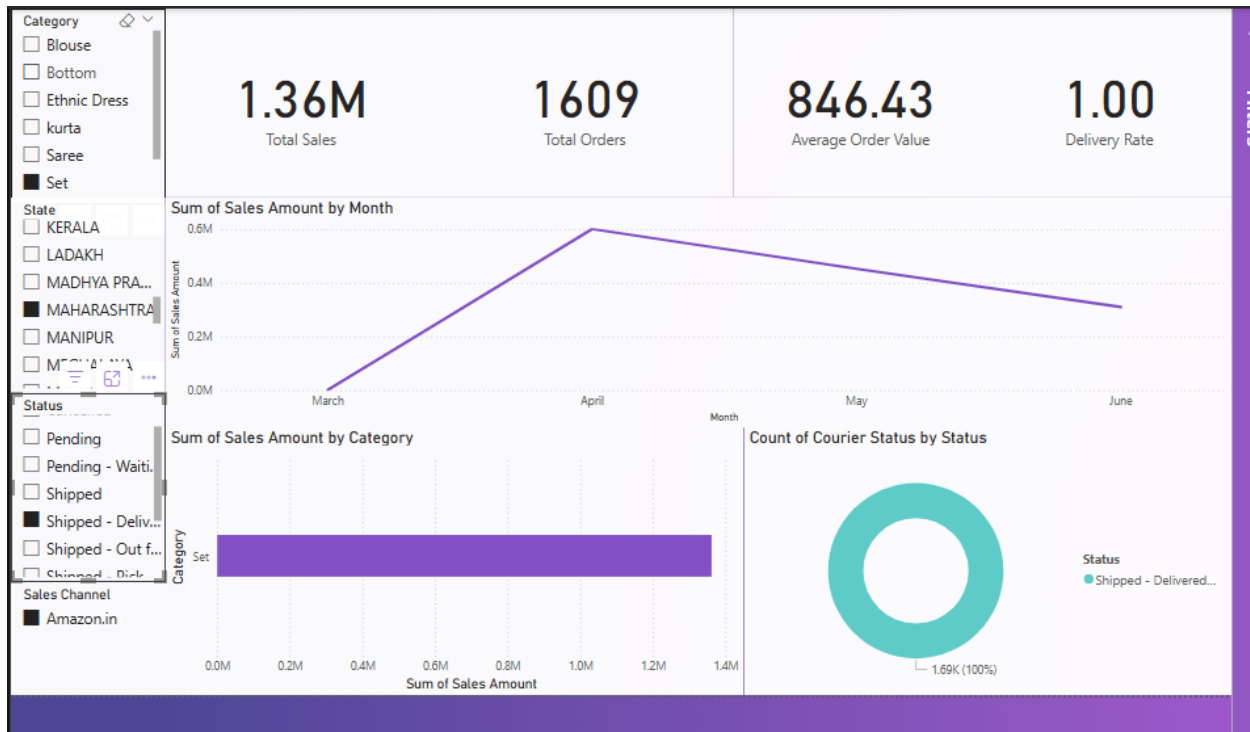 Category
Blouse
Bottom
Ethnic Dress
kurta
Saree
Set
1.36M
Total Sales
1609
Total Orders
846.43
Average Order Value
1.00
Delivery Rate
State
KERALA
LADAKH
MADHYA PRA...
MAHARASHTRA
MANIPUR
Sum of Sales Amount by Month
Sum of Sales Amount
0.6M
0.4M
0.2M
0.0M
March
April
May
June
Month
Status
Pending
Pending - Waiti...
Shipped
Shipped - Deliv...
Shipped - Out f...
Shipped - Pick
Sales Channel
Amazon.in
Sum of Sales Amount by Category
Category
Set
0.0M
0.2M
0.4M
0.6M
0.8M
1.0M
1.2M
1.4M
Sum of Sales Amount
Count of Courier Status by Status
1.69K (100%)
Status
Shipped - Delivered...